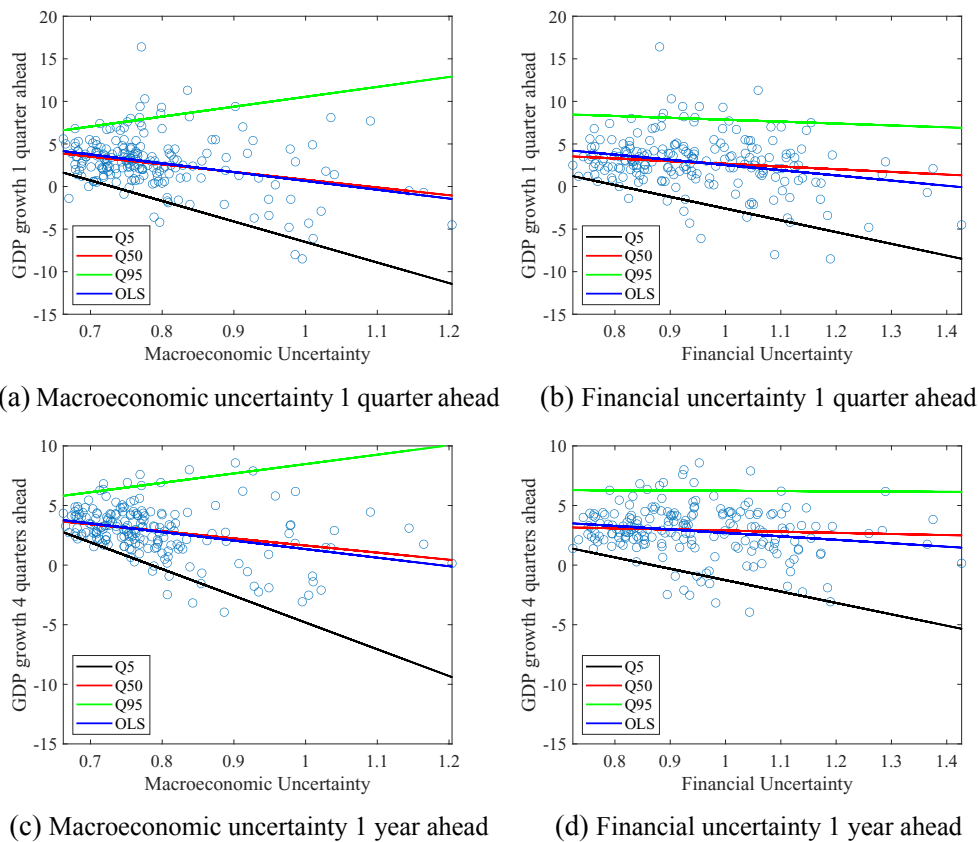 20
15
10
5
0
-5
-10
-15
GDP growth 1 quarter ahead
Q5
Q50
Q95
OLS
0.7 0.8 0.9 1 1.1 1.2
Macroeconomic Uncertainty
(a) Macroeconomic uncertainty 1 quarter ahead
20
15
10
5
0
-5
-10
-15
GDP growth 1 quarter ahead
Q5
Q50
Q95
OLS
0.8 0.9 1 1.1 1.2 1.3 1.4
Financial Uncertainty
(b) Financial uncertainty 1 quarter ahead
10
5
0
-5
-10
-15
GDP growth 4 quarters ahead
Q5
Q50
Q95
OLS
0.7 0.8 0.9 1 1.1 1.2
Macroeconomic Uncertainty
(c) Macroeconomic uncertainty 1 year ahead
10
5
0
-5
-10
-15
GDP growth 4 quarters ahead
Q5
Q50
Q95
OLS
0.8 0.9 1 1.1 1.2 1.3 1.4
Financial Uncertainty
(d) Financial uncertainty 1 year ahead